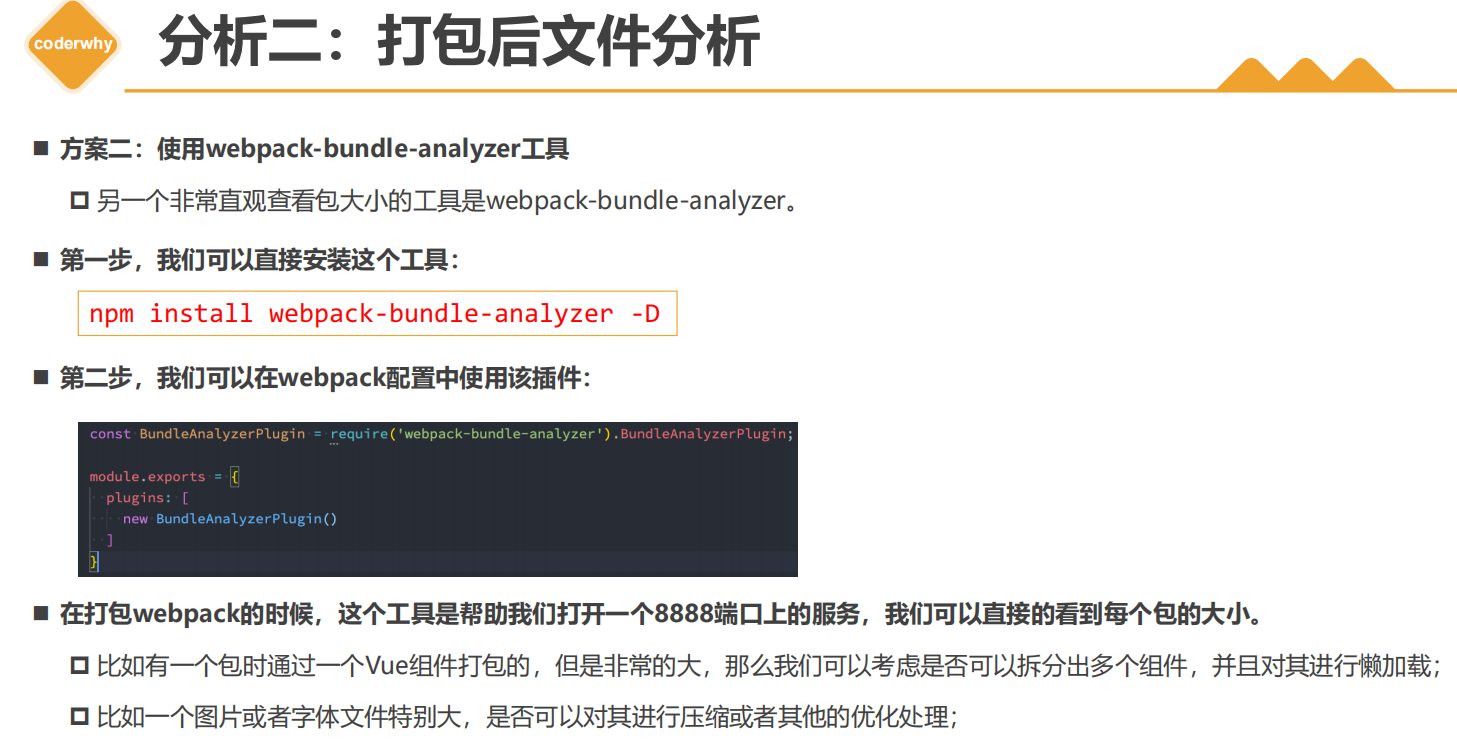 coderwhy
分析二：打包后文件分析
方案二：使用webpack-bundle-analyzer工具
另一个非常直观查看包大小的工具是webpack-bundle-analyzer。
第一步，我们可以直接安装这个工具：
npm install webpack-bundle-analyzer -D
第二步，我们可以在webpack配置中使用该插件：
const BundleAnalyzerPlugin = require('webpack-bundle-analyzer').BundleAnalyzerPlugin;
module.exports = {
  plugins: [
    new BundleAnalyzerPlugin()
  ]
}
在打包webpack的时候，这个工具是帮助我们打开一个8888端口上的服务，我们可以直接的看到每个包的大小。
比如有一个包时通过一个Vue组件打包的，但是非常的大，那么我们可以考虑是否可以拆分出多个组件，并且对其进行懒加载；
比如一个图片或者字体文件特别大，是否可以对其进行压缩或者其他的优化处理；